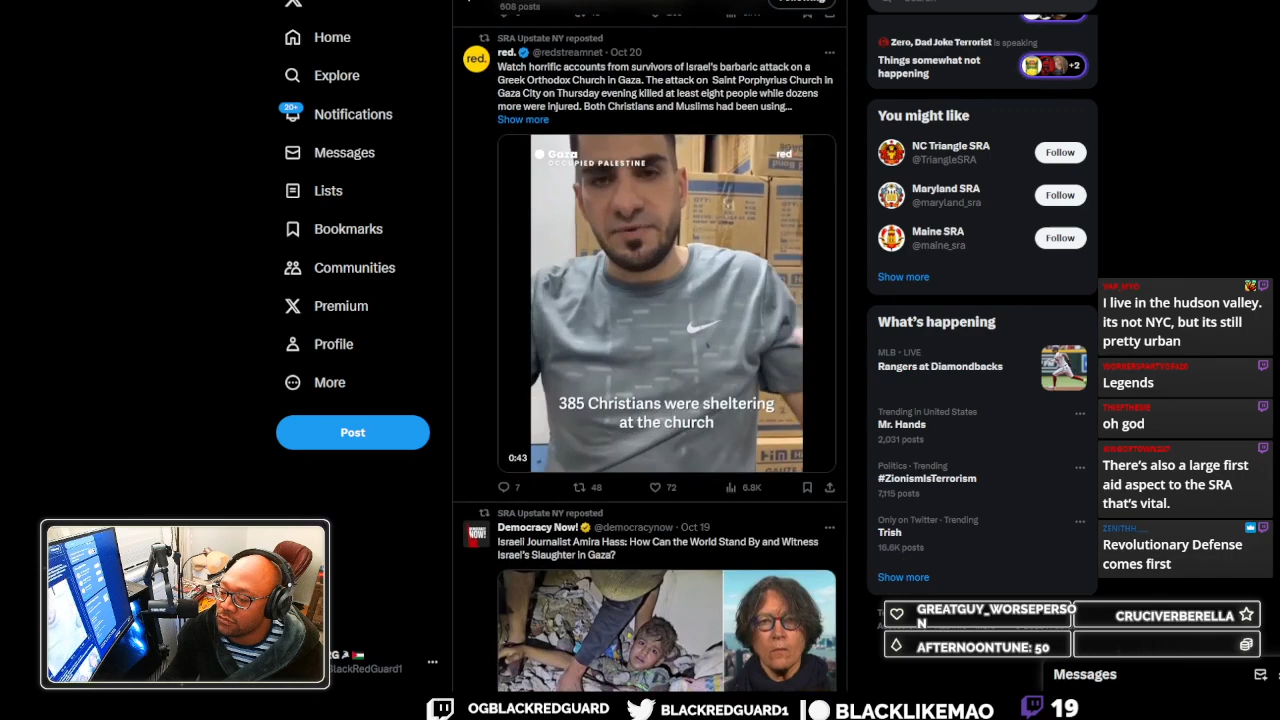 608 posts
Following
Home
Explore
20+
Notifications
Messages
Lists
Bookmarks
Communities
Premium
Profile
More
Post
SRA Upstate NY reposted
red. @redstreamnet · Oct 20
Watch horrific accounts from survivors of Israel's barbaric attack on a
Greek Orthodox Church in Gaza. The attack on Saint Porphyrius Church in
Gaza City on Thursday evening killed at least eight people while dozens
more were injured. Both Christians and Muslims had been using...
Show more
red.
Gaza
OCCUPIED PALESTINE
red
385 Christians were sheltering
at the church
0:43
7
48
72
6.8K
SRA Upstate NY reposted
Democracy Now! @democracynow · Oct 19
Israeli Journalist Amira Hass: How Can the World Stand By and Witness
Israel's Slaughter in Gaza?
Zero, Dad Joke Terrorist is speaking
Things somewhat not
happening
+2
You might like
NC Triangle SRA
@TriangleSRA
Follow
Maryland SRA
@maryland_sra
Follow
Maine SRA
@maine_sra
Follow
Show more
What's happening
MLB · LIVE
Rangers at Diamondbacks
Trending in United States
Mr. Hands
2,031 posts
Politics · Trending
#ZionismIsTerrorism
7,115 posts
Only on Twitter · Trending
Trish
16.6K posts
Show more
I live in the hudson valley.
its not NYC, but its still
pretty urban
Legends
oh god
There's also a large first
aid aspect to the SRA
that's vital.
ZENITHH__
Revolutionary Defense
comes first
GREATGUY_WORSEPERSO
N
CRUCIVERBERELLA
AFTERNOONTUNE: 50
Messages
BlackRedGuard1
OGBLACKREDGUARD
BLACKREDGUARD1
BLACKLIKEMAO
19